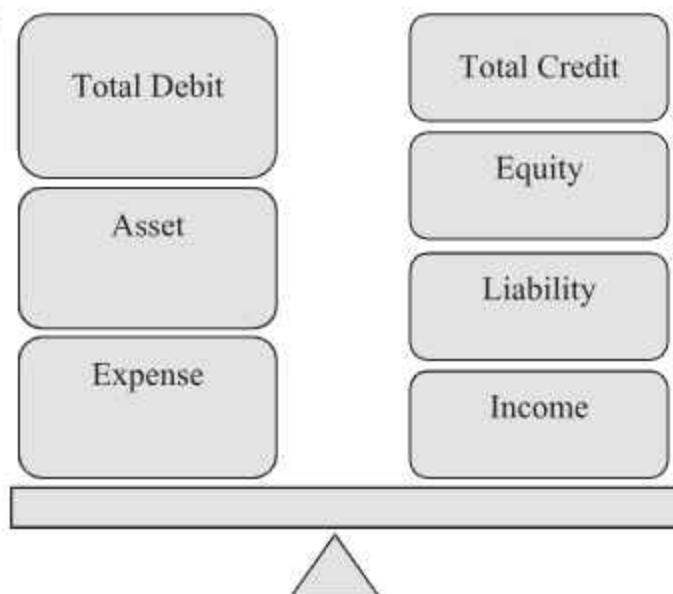 Total Debit
Asset
Expense
Total Credit
Equity
Liability
Income